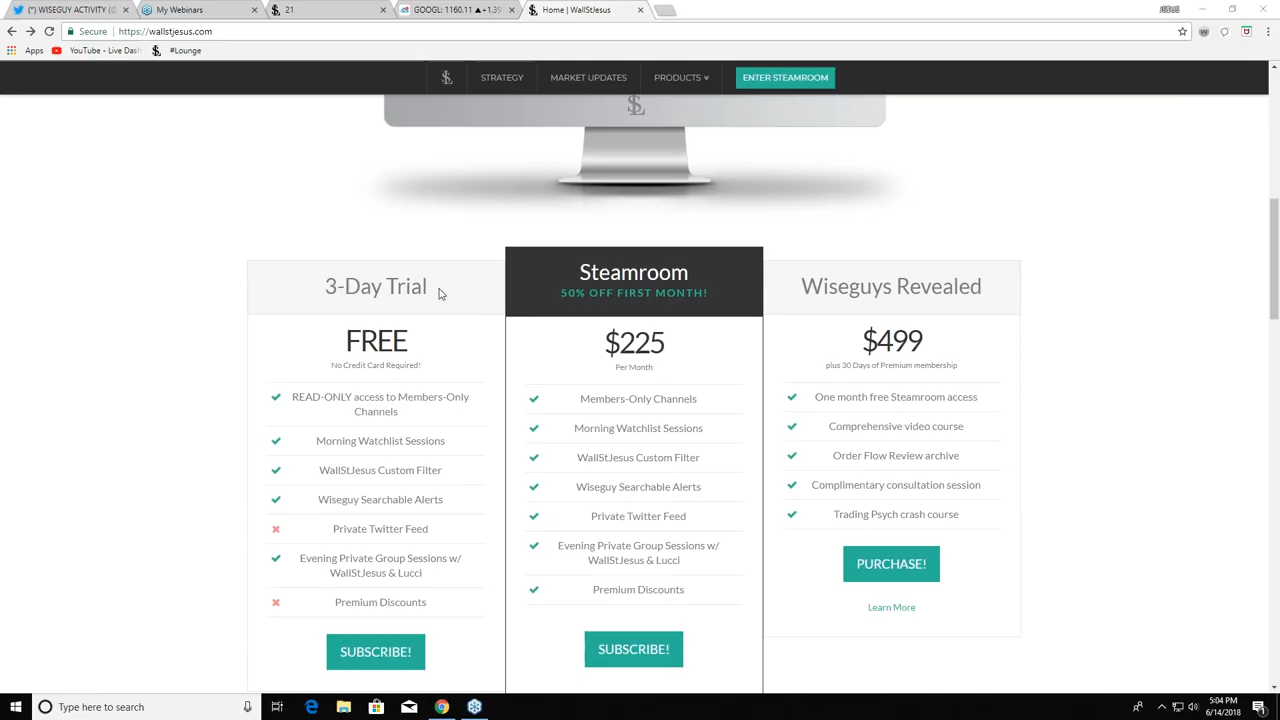 (*) WISEGUY ACTIVITY (@
My Webinars
21
GOOGL: 1160.11 ▲+1.39
Home | WallStJesus
JESUS
Secure
https://wallstjesus.com
Apps
YouTube - Live Dash
#Lounge
STRATEGY
MARKET UPDATES
PRODUCTS
ENTER STEAMROOM
3-Day Trial
FREE
No Credit Card Required!
READ-ONLY access to Members-Only
Channels
Morning Watchlist Sessions
WallStJesus Custom Filter
Wiseguy Searchable Alerts
Private Twitter Feed
Evening Private Group Sessions w/
WallStJesus & Lucci
Premium Discounts
SUBSCRIBE!
Steamroom
50% OFF FIRST MONTH!
$225
Per Month
Members-Only Channels
Morning Watchlist Sessions
WallStJesus Custom Filter
Wiseguy Searchable Alerts
Private Twitter Feed
Evening Private Group Sessions w/
WallStJesus & Lucci
Premium Discounts
SUBSCRIBE!
Wiseguys Revealed
$499
plus 30 Days of Premium membership
One month free Steamroom access
Comprehensive video course
Order Flow Review archive
Complimentary consultation session
Trading Psych crash course
PURCHASE!
Learn More
Type here to search
5:04 PM
6/14/2018